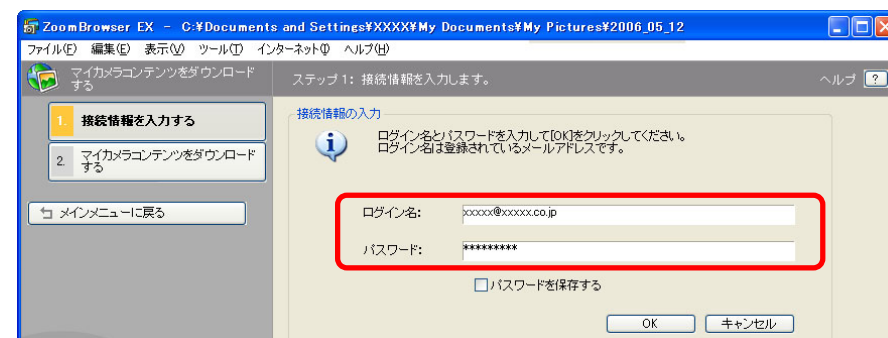 ZoomBrowser EX - C:¥Documents and Settings¥XXXX¥My Documents¥My Pictures¥2006_05_12
ファイル(F) 編集(E) 表示(V) ツール(T) インターネット(I) ヘルプ(H)
マイカメラコンテンツをダウンロード
する
ステップ 1: 接続情報を入力します。
ヘルプ ?
1. 接続情報を入力する
2. マイカメラコンテンツをダウンロード
する
メインメニューに戻る
接続情報の入力
ログイン名とパスワードを入力して[OK]をクリックしてください。
ログイン名は登録されているメールアドレスです。
ログイン名: xxxxx@xxxxx.co.jp
パスワード: *********
パスワードを保存する
OK キャンセル